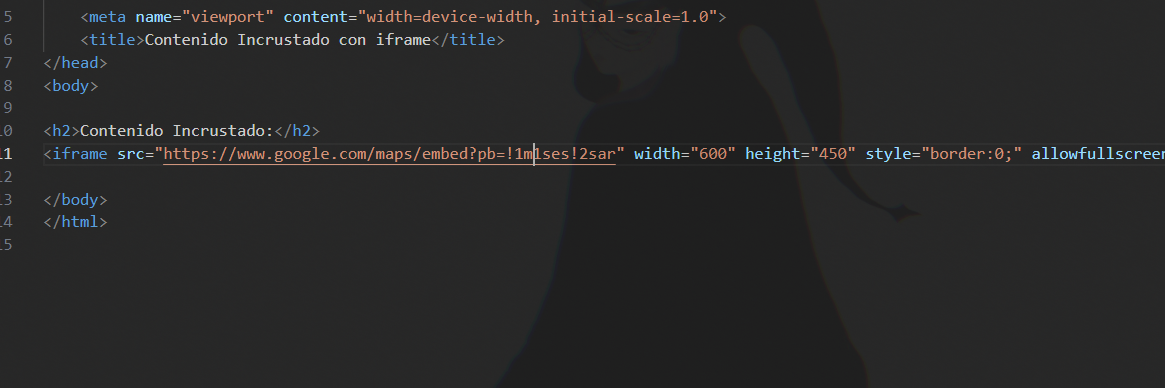 5 <meta name="viewport" content="width=device-width, initial-scale=1.0">
6 <title>Contenido Incrustado con iframe</title>
7 </head>
8 <body>
9
10 <h2>Contenido Incrustado:</h2>
11 <iframe src="https://www.google.com/maps/embed?pb=!1m1ses!2sar" width="600" height="450" style="border:0;" allowfullscreen
12
13 </body>
14 </html>
15